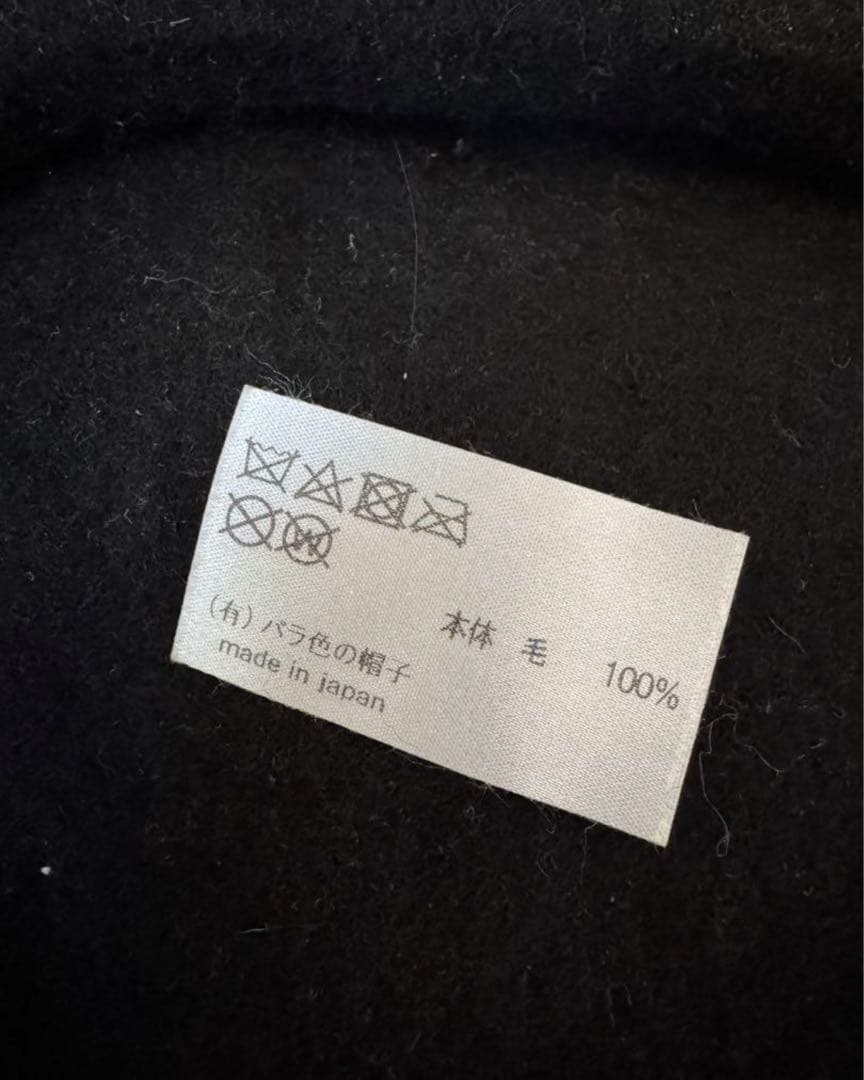 (有)バラ色の帽子
made in japan
本体 毛 100%